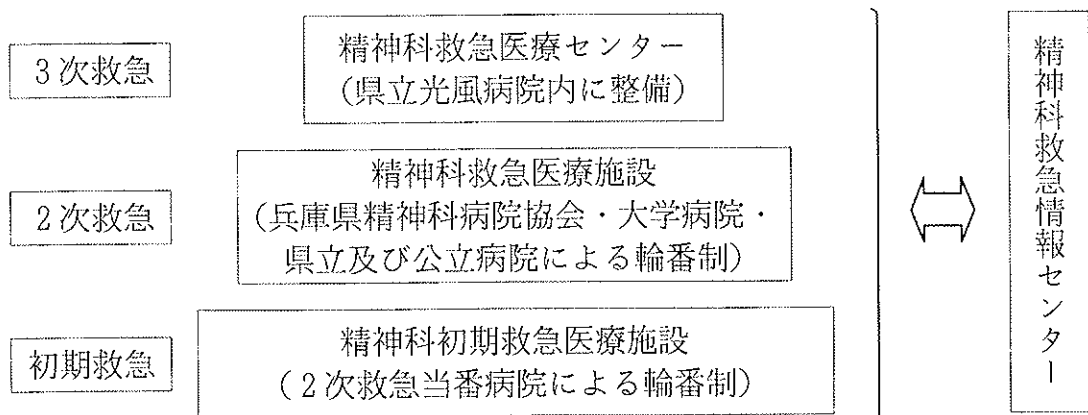 3次救急
精神科救急医療センター
(県立光風病院内に整備)
2次救急
精神科救急医療施設
(兵庫県精神科病院協会・大学病院・
県立及び公立病院による輪番制)
初期救急
精神科初期救急医療施設
(2次救急当番病院による輪番制)
精神科救急情報センター